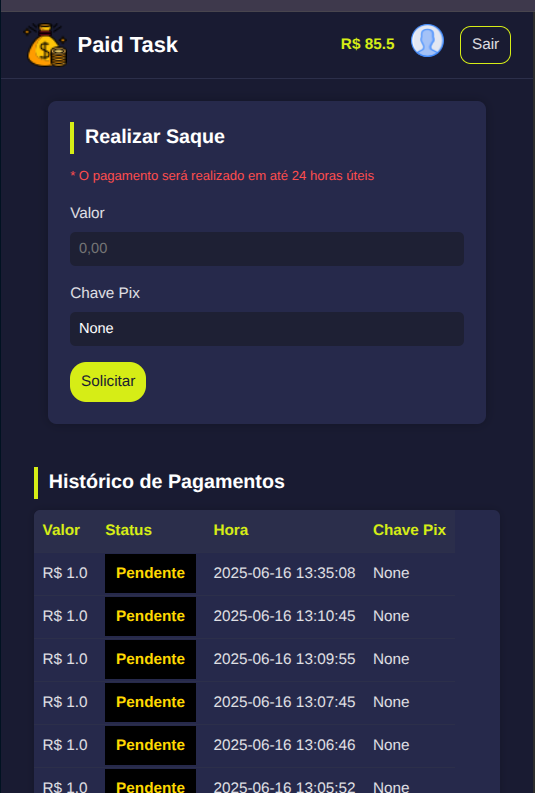 Paid Task R$ 85.5 Sair
Realizar Saque
* O pagamento será realizado em até 24 horas úteis
Valor
0,00
Chave Pix
None
Solicitar
Histórico de Pagamentos
Valor Status Hora Chave Pix
R$ 1.0 Pendente 2025-06-16 13:35:08 None
R$ 1.0 Pendente 2025-06-16 13:10:45 None
R$ 1.0 Pendente 2025-06-16 13:09:55 None
R$ 1.0 Pendente 2025-06-16 13:07:45 None
R$ 1.0 Pendente 2025-06-16 13:06:46 None
R$ 1.0 Pendente 2025-06-16 13:05:52 None